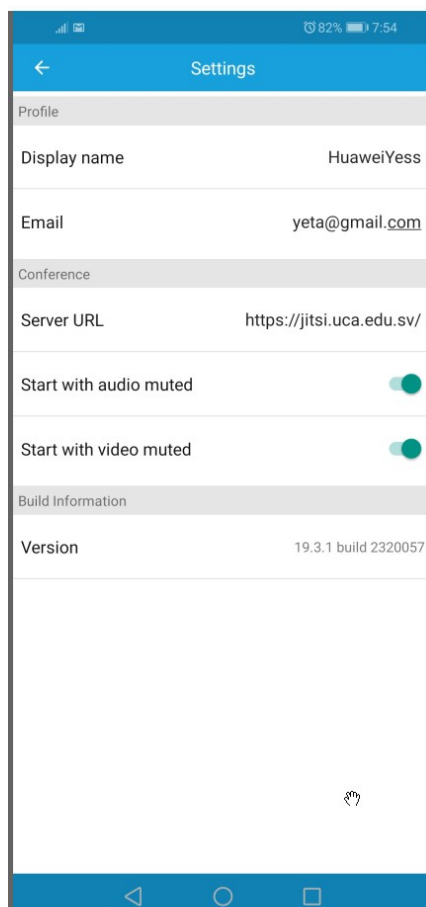 82% 7:54
Settings
Profile
Display name HuaweiYess
Email yeta@gmail.com
Conference
Server URL https://jitsi.uca.edu.sv/
Start with audio muted
Start with video muted
Build Information
Version 19.3.1 build 2320057